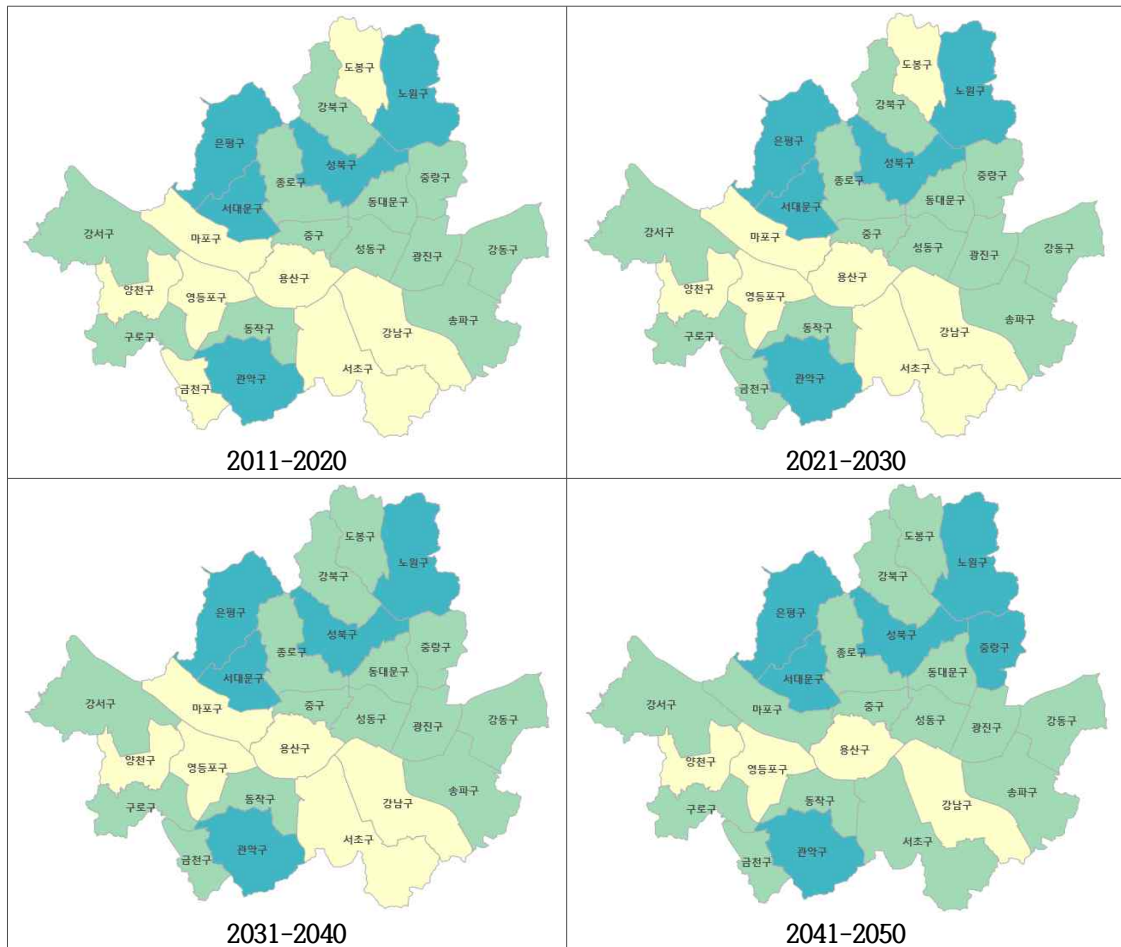 도봉구
노원구
강북구
은평구
성북구
중랑구
종로구
서대문구
동대문구
강서구
마포구
중구
성동구
광진구
강동구
용산구
양천구
영등포구
송파구
구로구
동작구
강남구
서초구
금천구
관악구
2011-2020
도봉구
노원구
강북구
은평구
성북구
중랑구
종로구
서대문구
동대문구
강서구
마포구
중구
성동구
광진구
강동구
용산구
양천구
영등포구
송파구
구로구
동작구
강남구
서초구
금천구
관악구
2021-2030
도봉구
노원구
강북구
은평구
성북구
중랑구
종로구
서대문구
동대문구
강서구
마포구
중구
성동구
광진구
강동구
용산구
양천구
영등포구
송파구
구로구
동작구
강남구
서초구
금천구
관악구
2031-2040
도봉구
노원구
강북구
은평구
성북구
중랑구
종로구
서대문구
동대문구
강서구
마포구
중구
성동구
광진구
강동구
용산구
양천구
영등포구
송파구
구로구
동작구
강남구
서초구
금천구
관악구
2041-2050